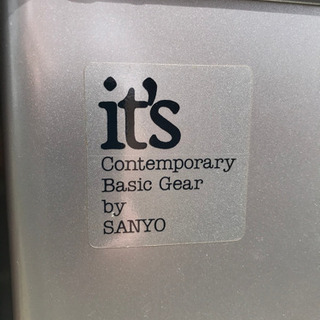 it's
Contemporary
Basic Gear
by
SANYO